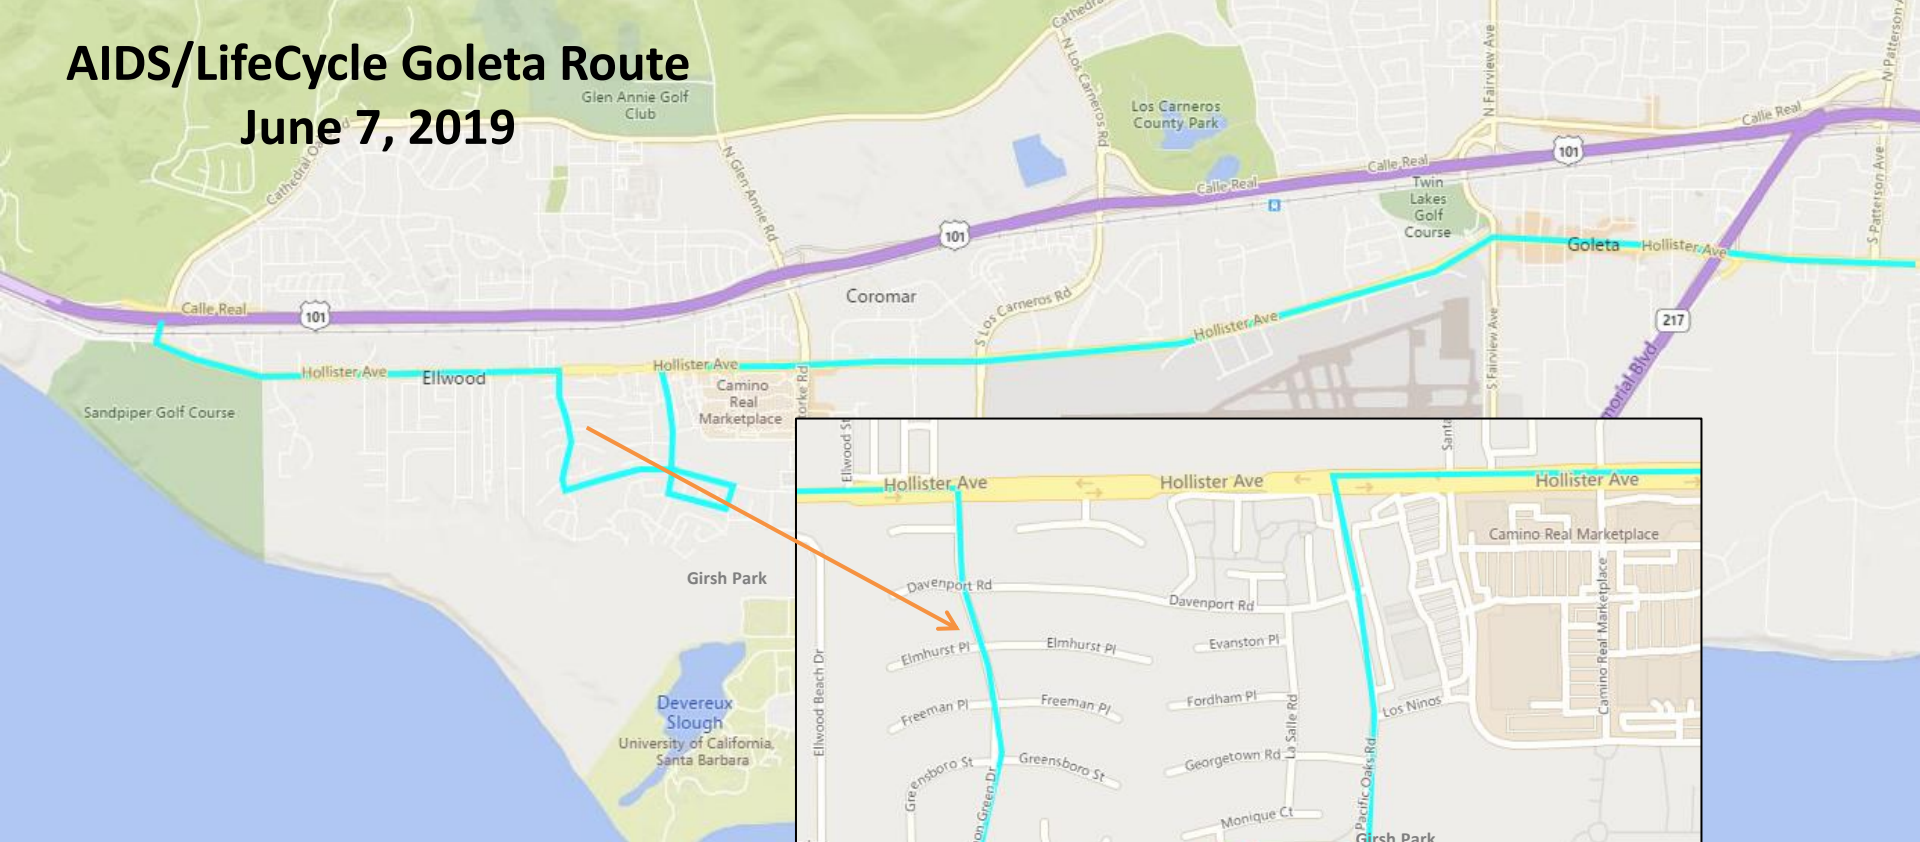 AIDS/LifeCycle Goleta Route
June 7, 2019
Glen Annie Golf
Club
Los Carneros
County Park
N Los Carneros Rd
N Fairview Ave
N Patterson
Calle Real
101
Calle Real
Calle Real
Twin
Lakes
Golf
Course
S Patterson Ave
N Glen Annie Rd
101
Goleta
Hollister Ave
Coromar
S Los Carneros Rd
Calle Real
101
Hollister Ave
217
S Fairview Ave
Hollister Ave
Ellwood
Hollister Ave
Camino
Real
Marketplace
Sandpiper Golf Course
Girsh Park
Devereux
Slough
University of California,
Santa Barbara
Ellwood St
Santa
Hollister Ave
Hollister Ave
Hollister Ave
Camino Real Marketplace
Davenport Rd
Davenport Rd
Elmhurst Pl
Elmhurst Pl
Evanston Pl
Freeman Pl
Freeman Pl
Fordham Pl
Los Ninos
Ellwood Beach Dr
La Salle Rd
Camino Real Marketplace
Greensboro St
Greensboro St
Georgetown Rd
Pacific Oaks Rd
Monique Ct
Girsh Park